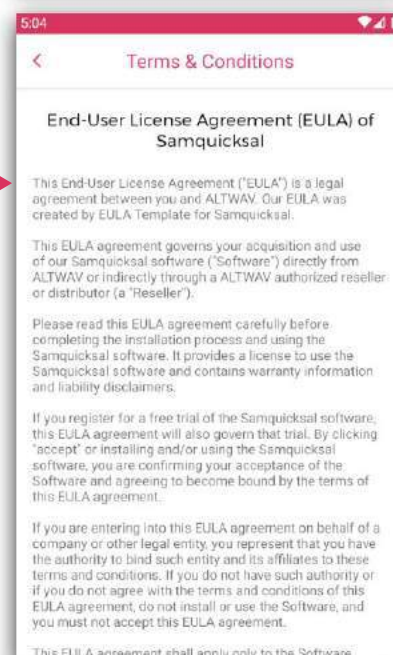 5:04
Terms & Conditions
End-User License Agreement (EULA) of
Samquicksal
This End-User License Agreement ("EULA") is a legal
agreement between you and ALTWAV. Our EULA was
created by EULA Template for Samquicksal.
This EULA agreement governs your acquisition and use
of our Samquicksal software ("Software") directly from
ALTWAV or indirectly through a ALTWAV authorized reseller
or distributor (a "Reseller").
Please read this EULA agreement carefully before
completing the installation process and using the
Samquicksal software. It provides a license to use the
Samquicksal software and contains warranty information
and liability disclaimers.
If you register for a free trial of the Samquicksal software,
this EULA agreement will also govern that trial. By clicking
"accept" or installing and/or using the Samquicksal
software, you are confirming your acceptance of the
Software and agreeing to become bound by the terms of
this EULA agreement.
If you are entering into this EULA agreement on behalf of a
company or other legal entity, you represent that you have
the authority to bind such entity and its affiliates to these
terms and conditions. If you do not have such authority or
if you do not agree with the terms and conditions of this
EULA agreement, do not install or use the Software, and
you must not accept this EULA agreement.
This EULA agreement shall apply only to the Software